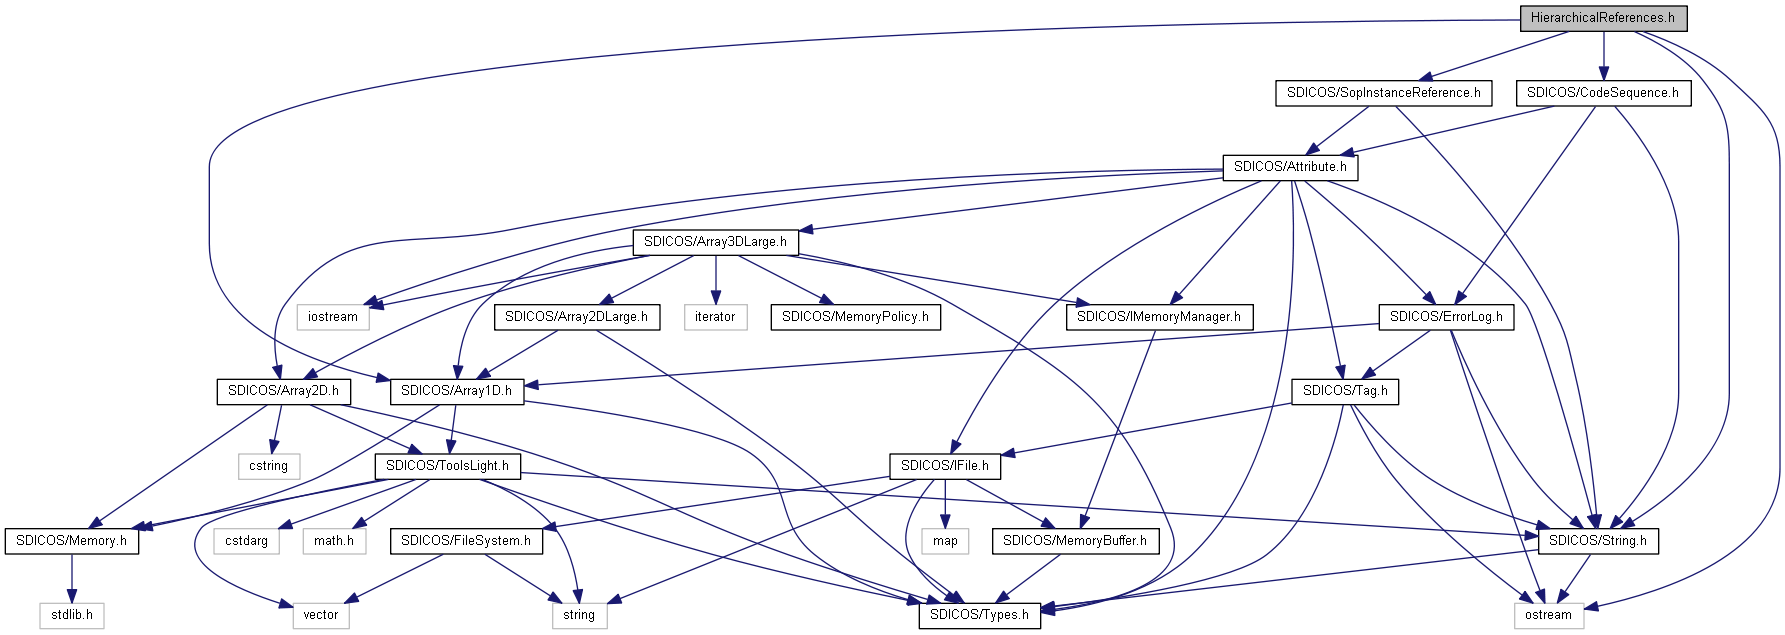 HierarchicalReferences.h
SDICOS/SopInstanceReference.h
SDICOS/CodeSequence.h
SDICOS/Attribute.h
SDICOS/Array3DLarge.h
iostream
SDICOS/Array2DLarge.h
iterator
SDICOS/MemoryPolicy.h
SDICOS/IMemoryManager.h
SDICOS/ErrorLog.h
SDICOS/Array2D.h
SDICOS/Array1D.h
SDICOS/Tag.h
cstring
SDICOS/ToolsLight.h
SDICOS/IFile.h
SDICOS/Memory.h
cstdarg
math.h
SDICOS/FileSystem.h
map
SDICOS/MemoryBuffer.h
SDICOS/String.h
stdlib.h
vector
string
SDICOS/Types.h
ostream